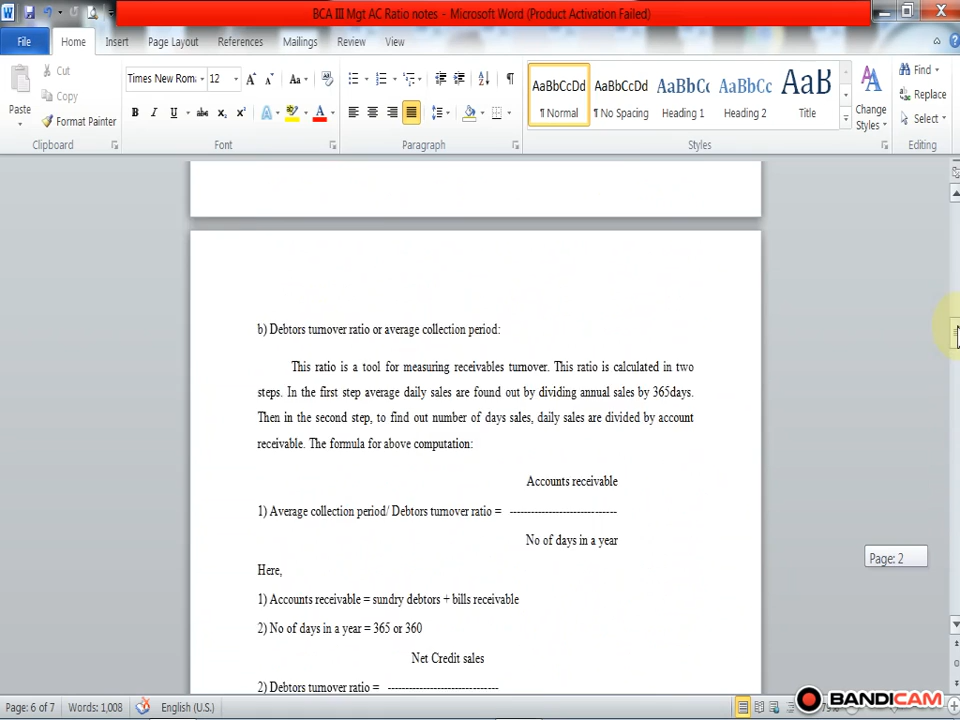 BCA III Mgt AC Ratio notes - Microsoft Word (Product Activation Failed)
File Home Insert Page Layout References Mailings Review View
Paste
Cut
Copy
Format Painter
Clipboard
Times New Rom 12
Font
Paragraph
AaBbCcDd AaBbCcDd AaBbCc AaBbCc AaB
¶ Normal ¶ No Spacing Heading 1 Heading 2 Title
Styles
Change Styles
Find
Replace
Select
Editing
b) Debtors turnover ratio or average collection period:
This ratio is a tool for measuring receivables turnover. This ratio is calculated in two
steps. In the first step average daily sales are found out by dividing annual sales by 365days.
Then in the second step, to find out number of days sales, daily sales are divided by account
receivable. The formula for above computation:
Accounts receivable
1) Average collection period/ Debtors turnover ratio = ------------------------------
No of days in a year
Here,
1) Accounts receivable = sundry debtors + bills receivable
2) No of days in a year = 365 or 360
Net Credit sales
2) Debtors turnover ratio = -------------------------------
Page: 2
Page: 6 of 7 Words: 1,008 English (U.S.)
BANDICAM